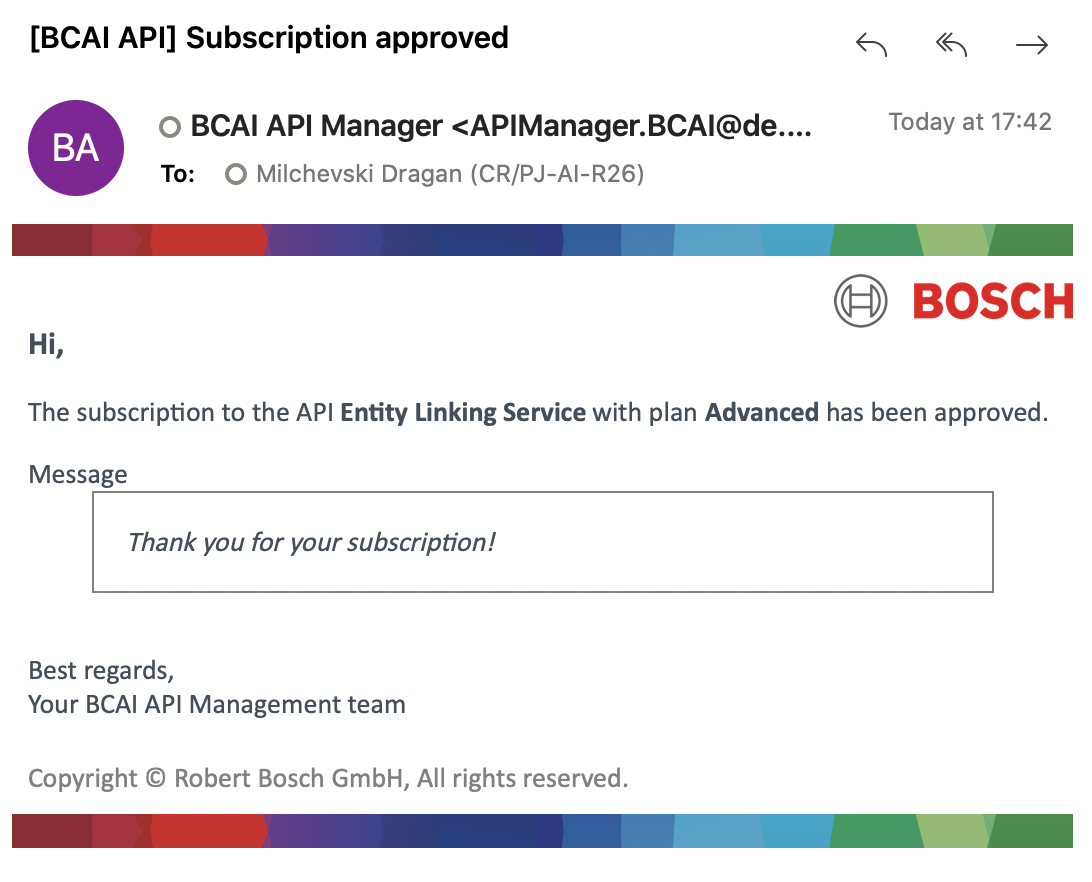 [BCAI API] Subscription approved
BA
BCAI API Manager <APIManager.BCAI@de....
Today at 17:42
To: Milchevski Dragan (CR/PJ-AI-R26)
BOSCH
Hi,
The subscription to the API Entity Linking Service with plan Advanced has been approved.
Message
Thank you for your subscription!
Best regards,
Your BCAI API Management team
Copyright © Robert Bosch GmbH, All rights reserved.